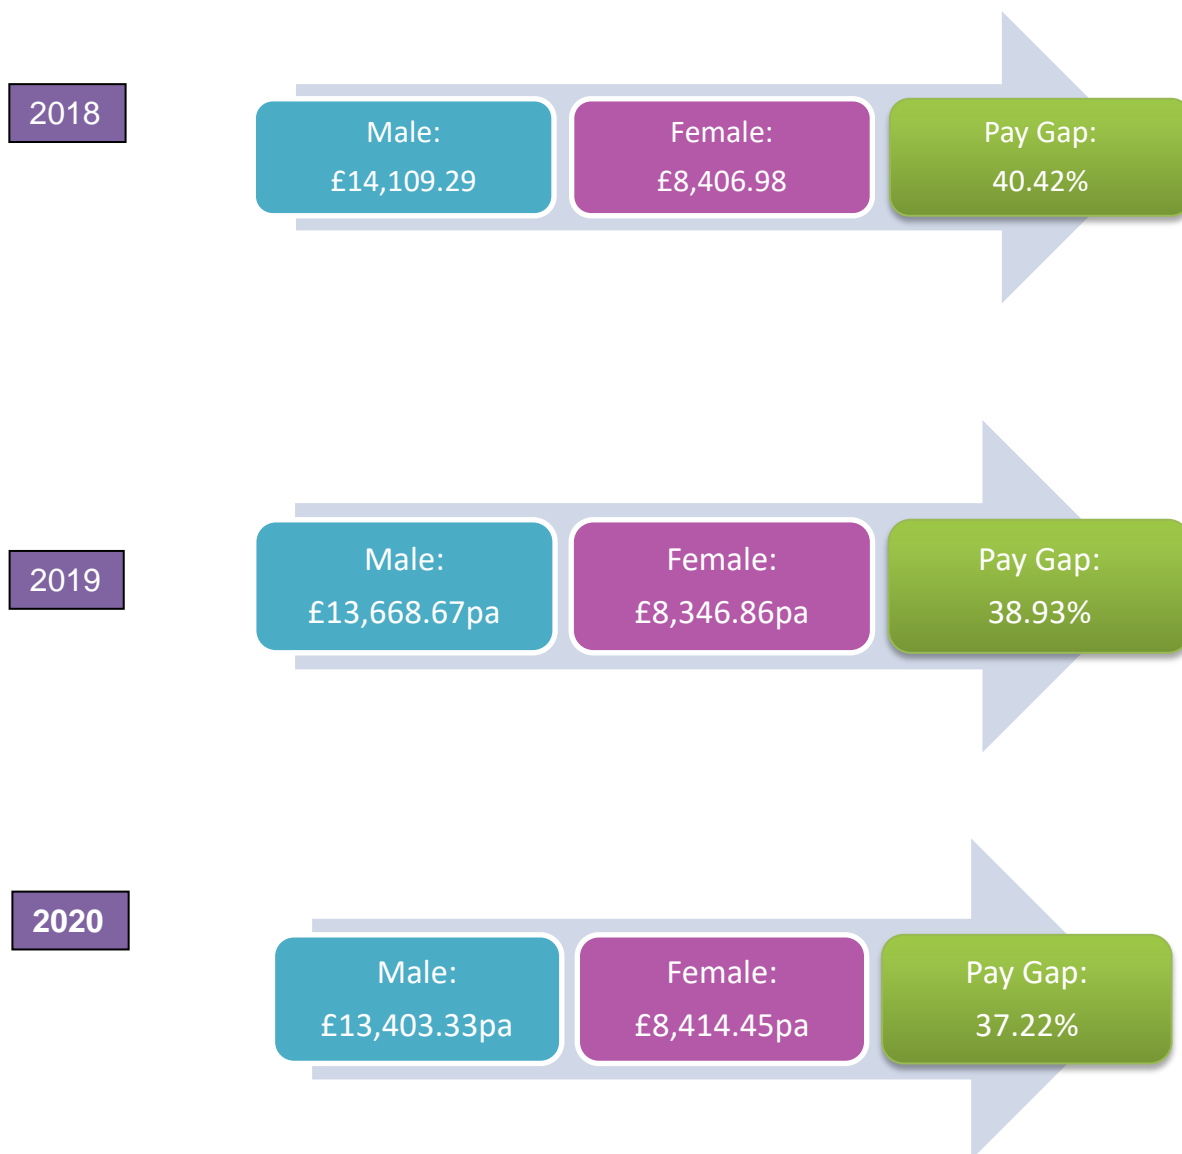 2018
Male:
£14,109.29
Female:
£8,406.98
Pay Gap:
40.42%
2019
Male:
£13,668.67pa
Female:
£8,346.86pa
Pay Gap:
38.93%
2020
Male:
£13,403.33pa
Female:
£8,414.45pa
Pay Gap:
37.22%